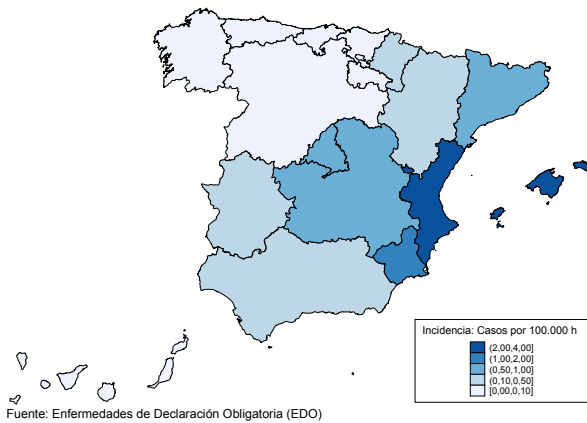 Incidencia: Casos por 100.000 h
(2,00,4,00]
(1,00,2,00]
(0,50,1,00]
(0,10,0,50]
[0,00,0,10]
Fuente: Enfermedades de Declaración Obligatoria (EDO)